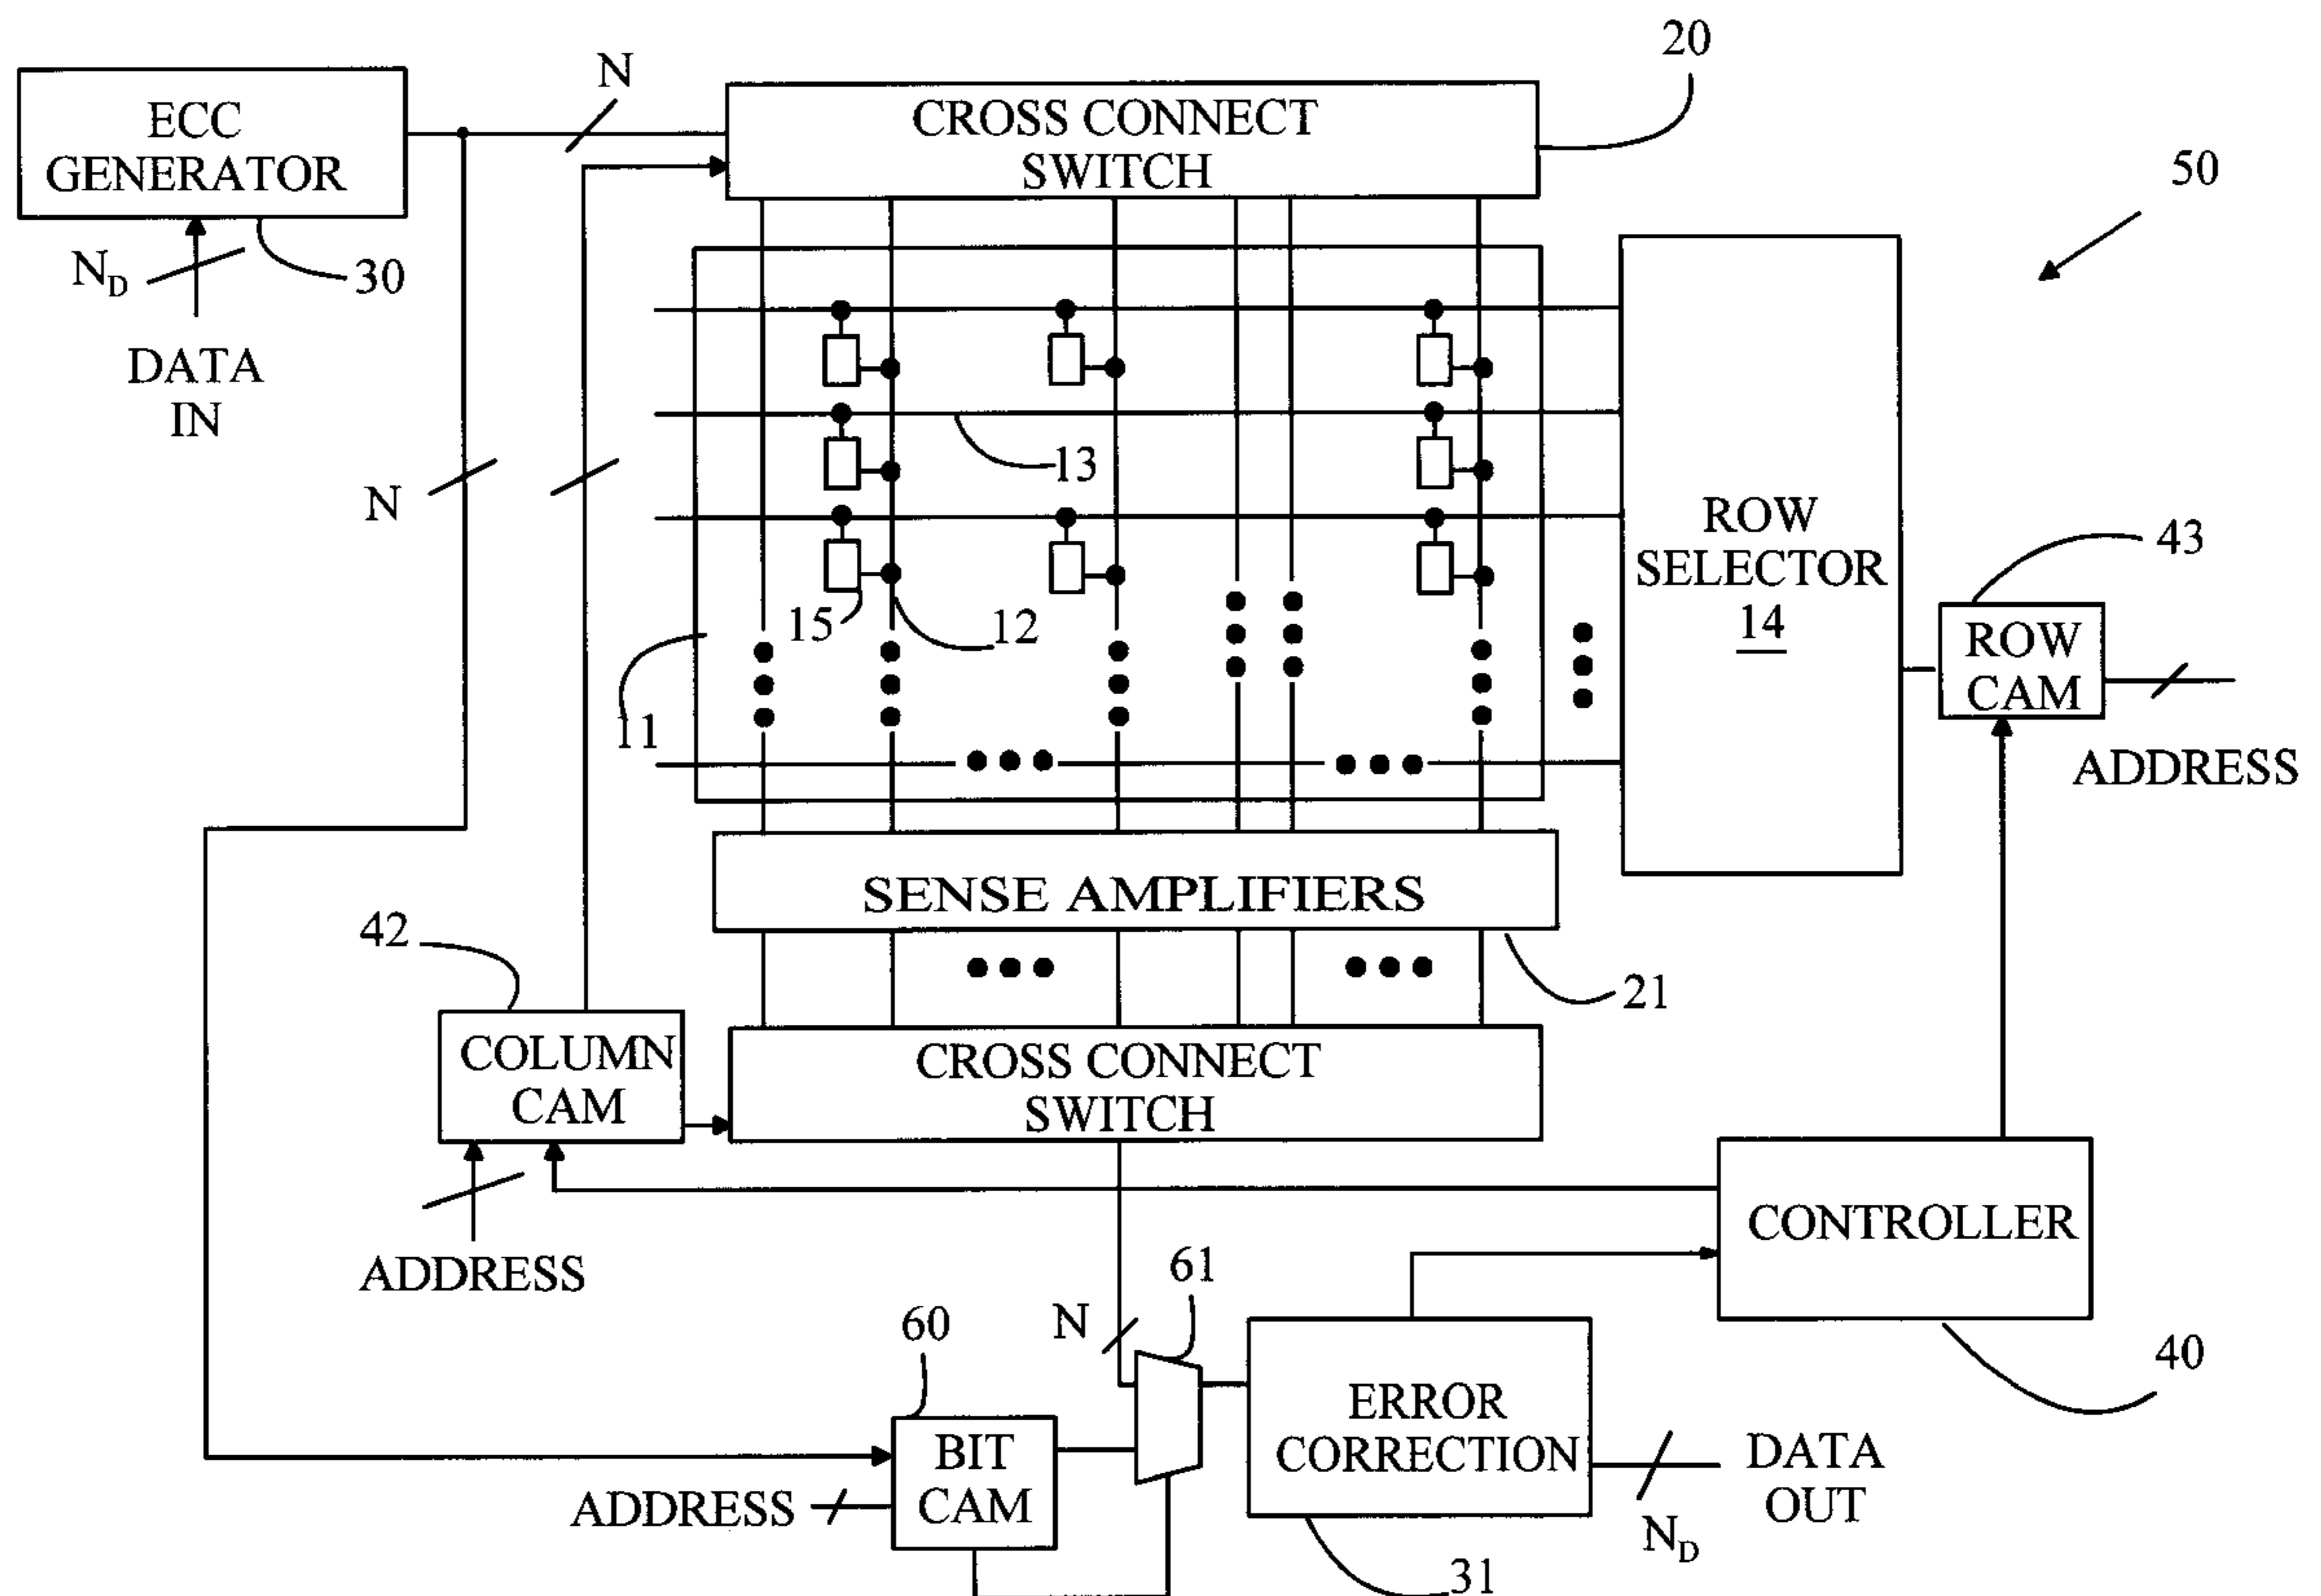 20
N
ECC
GENERATOR
CROSS CONNECT
SWITCH
50
N_D
30
DATA
IN
13
N
ROW
SELECTOR
14
43
15
12
ROW
CAM
11
ADDRESS
SENSE AMPLIFIERS
42
21
COLUMN
CAM
CROSS CONNECT
SWITCH
CONTROLLER
ADDRESS
61
60
N
40
ERROR
CORRECTION
BIT
CAM
DATA
OUT
ADDRESS
N_D
31